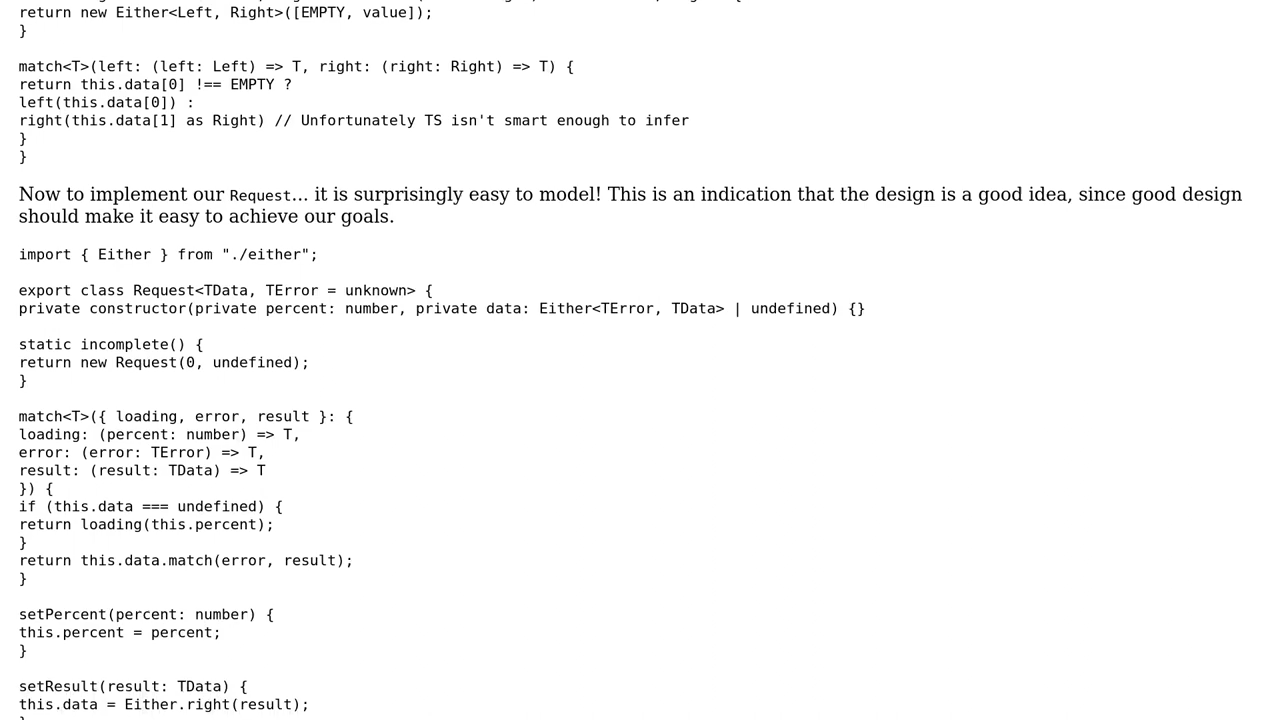 return new Either<Left, Right>([EMPTY, value]);
}
match<T>(left: (left: Left) => T, right: (right: Right) => T) {
return this.data[0] !== EMPTY ?
left(this.data[0]) :
right(this.data[1] as Right) // Unfortunately TS isn't smart enough to infer
}
}
Now to implement our Request... it is surprisingly easy to model! This is an indication that the design is a good idea, since good design
should make it easy to achieve our goals.
import { Either } from "./either";
export class Request<TData, TError = unknown> {
private constructor(private percent: number, private data: Either<TError, TData> | undefined) {}
static incomplete() {
return new Request(0, undefined);
}
match<T>({ loading, error, result }: {
loading: (percent: number) => T,
error: (error: TError) => T,
result: (result: TData) => T
}) {
if (this.data === undefined) {
return loading(this.percent);
}
return this.data.match(error, result);
}
setPercent(percent: number) {
this.percent = percent;
}
setResult(result: TData) {
this.data = Either.right(result);